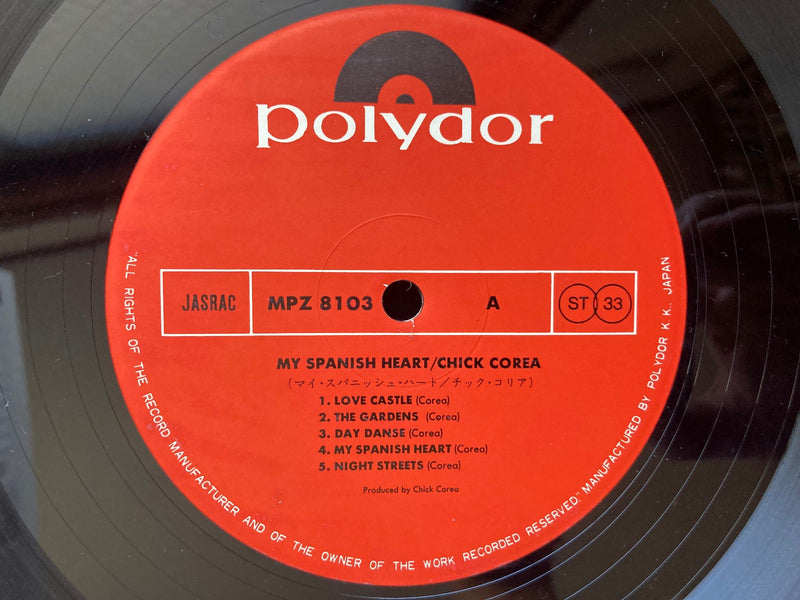 polydor
JASRAC MPZ 8103 A ST 33
MY SPANISH HEART/CHICK COREA
(マイ・スパニッシュ・ハート/チック・コリア)
1. LOVE CASTLE (Corea)
2. THE GARDENS (Corea)
3. DAY DANSE (Corea)
4. MY SPANISH HEART (Corea)
5. NIGHT STREETS (Corea)
Produced by Chick Corea
"ALL RIGHTS OF THE RECORD MANUFACTURER AND OF THE OWNER OF THE WORK RECORDED RESERVED." MANUFACTURED BY POLYDOR K.K., JAPAN